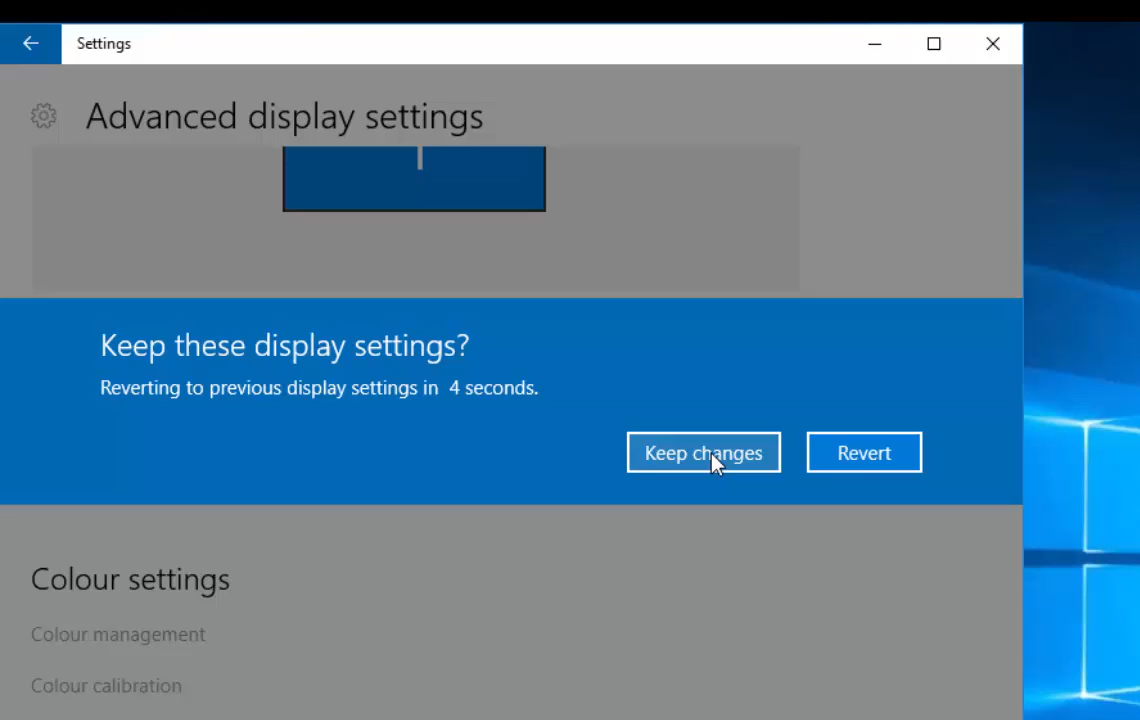 Settings
Advanced display settings
Keep these display settings?
Reverting to previous display settings in  4 seconds.
Keep changes
Revert
Colour settings
Colour management
Colour calibration